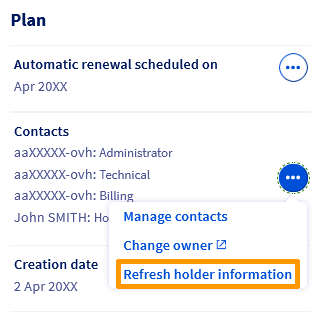 Plan
Automatic renewal scheduled on
Apr 20XX
Contacts
aaXXXXX-ovh: Administrator
aaXXXXX-ovh: Technical
aaXXXXX-ovh: Billing
John SMITH: Ho
Manage contacts
Change owner
Refresh holder information
Creation date
2 Apr 20XX